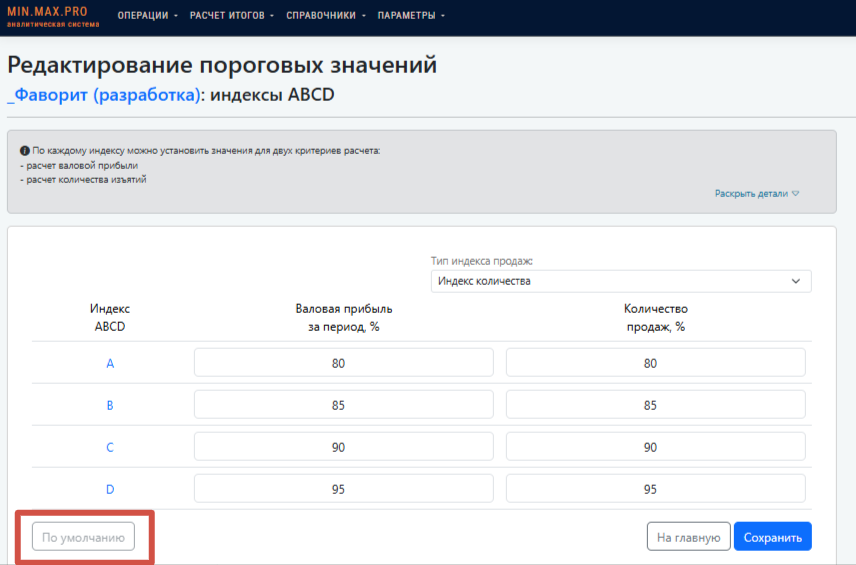 MIN.MAX.PRO
аналитическая система
ОПЕРАЦИИ РАСЧЕТ ИТОГОВ СПРАВОЧНИКИ ПАРАМЕТРЫ
Редактирование пороговых значений
_Фаворит (разработка): индексы ABCD
По каждому индексу можно установить значения для двух критериев расчета:
- расчет валовой прибыли
- расчет количества изъятий
Раскрыть детали
Тип индекса продаж:
Индекс количества
Индекс ABCD
Валовая прибыль за период, %
Количество продаж, %
A 80 80
B 85 85
C 90 90
D 95 95
По умолчанию На главную Сохранить